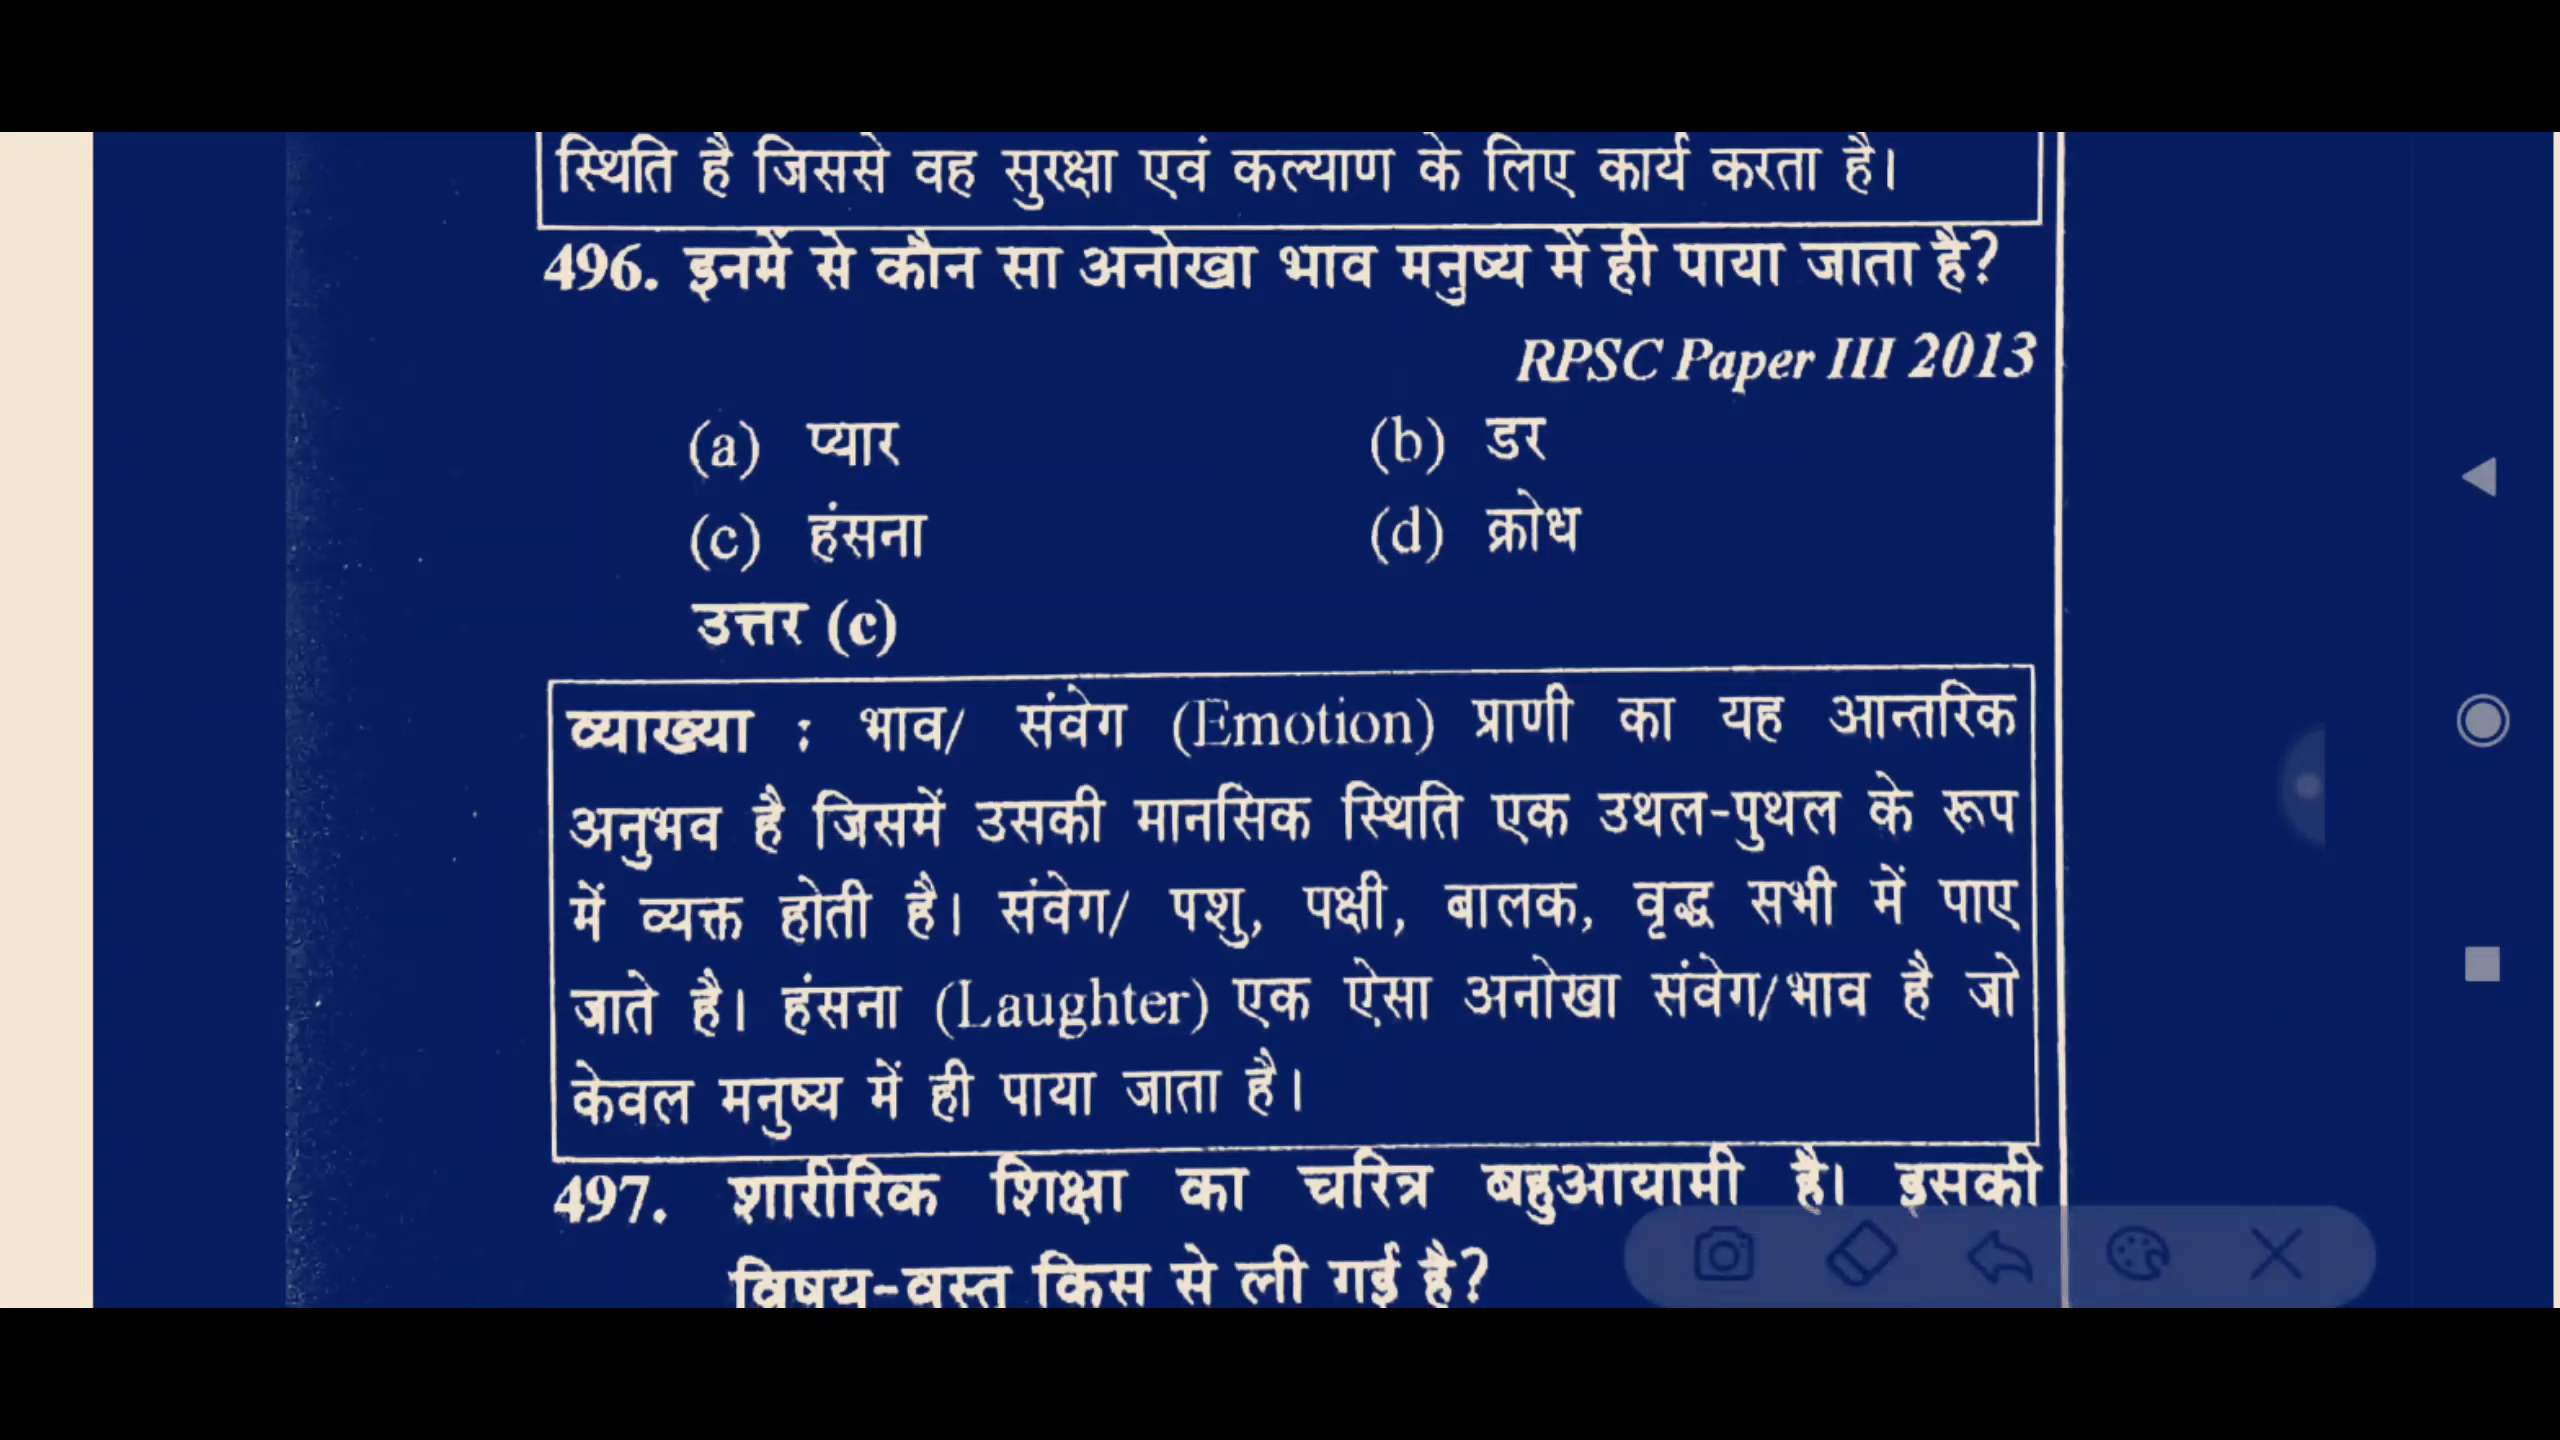 स्थिति है जिससे वह सुरक्षा एवं कल्याण के लिए कार्य करता है।
496. इनमें से कौन सा अनोखा भाव मनुष्य में ही पाया जाता है?
RPSC Paper III 2013
(a) प्यार (b) डर
(c) हंसना (d) क्रोध
उत्तर (c)
व्याख्या : भाव/ संवेग (Emotion) प्राणी का यह आन्तरिक
अनुभव है जिसमें उसकी मानसिक स्थिति एक उथल-पुथल के रूप
में व्यक्त होती है। संवेग/ पशु, पक्षी, बालक, वृद्ध सभी में पाए
जाते है। हंसना (Laughter) एक ऐसा अनोखा संवेग/भाव है जो
केवल मनुष्य में ही पाया जाता है।
497. शारीरिक शिक्षा का चरित्र बहुआयामी है। इसकी
विषय-वस्तु किस से ली गई है?